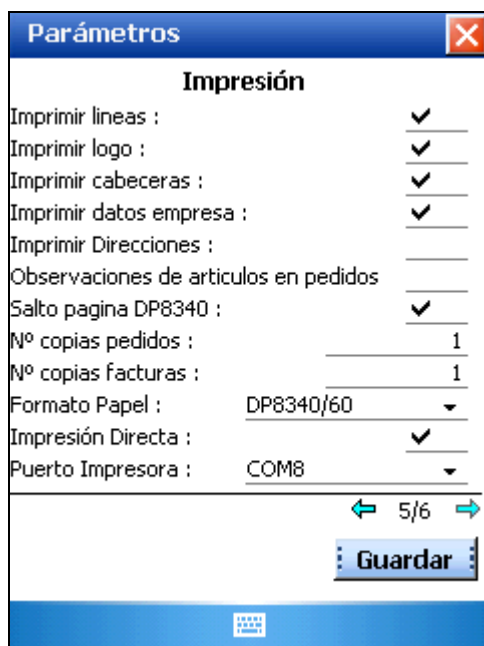 Parámetros
Impresión
Imprimir lineas : ✔
Imprimir logo : ✔
Imprimir cabeceras : ✔
Imprimir datos empresa : ✔
Imprimir Direcciones :
Observaciones de articulos en pedidos
Salto pagina DP8340 : ✔
Nº copias pedidos : 1
Nº copias facturas : 1
Formato Papel : DP8340/60
Impresión Directa : ✔
Puerto Impresora : COM8
5/6
Guardar